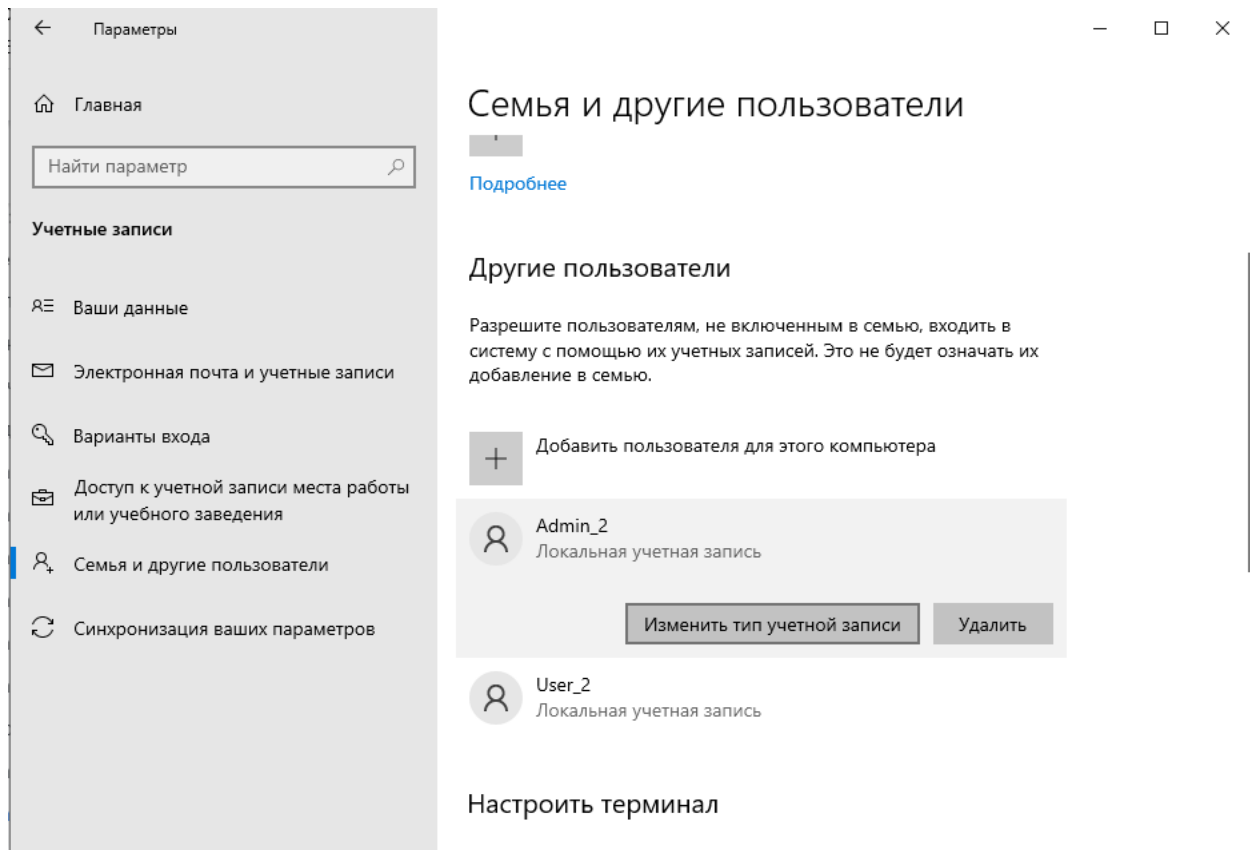 Параметры
Главная
Найти параметр
Учетные записи
Ваши данные
Электронная почта и учетные записи
Варианты входа
Доступ к учетной записи места работы
или учебного заведения
Семья и другие пользователи
Синхронизация ваших параметров
Семья и другие пользователи
Подробнее
Другие пользователи
Разрешите пользователям, не включенным в семью, входить в
систему с помощью их учетных записей. Это не будет означать их
добавление в семью.
Добавить пользователя для этого компьютера
Admin_2
Локальная учетная запись
Изменить тип учетной записи
Удалить
User_2
Локальная учетная запись
Настроить терминал